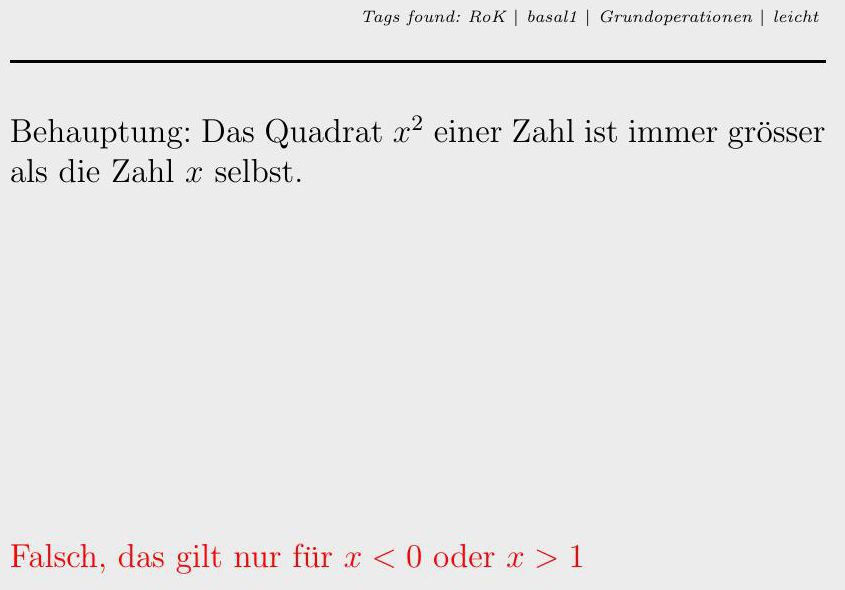 Tags found: RoK | basal1 | Grundoperationen | leicht
Behauptung: Das Quadrat x² einer Zahl ist immer grösser
als die Zahl x selbst.
Falsch, das gilt nur für x < 0 oder x > 1